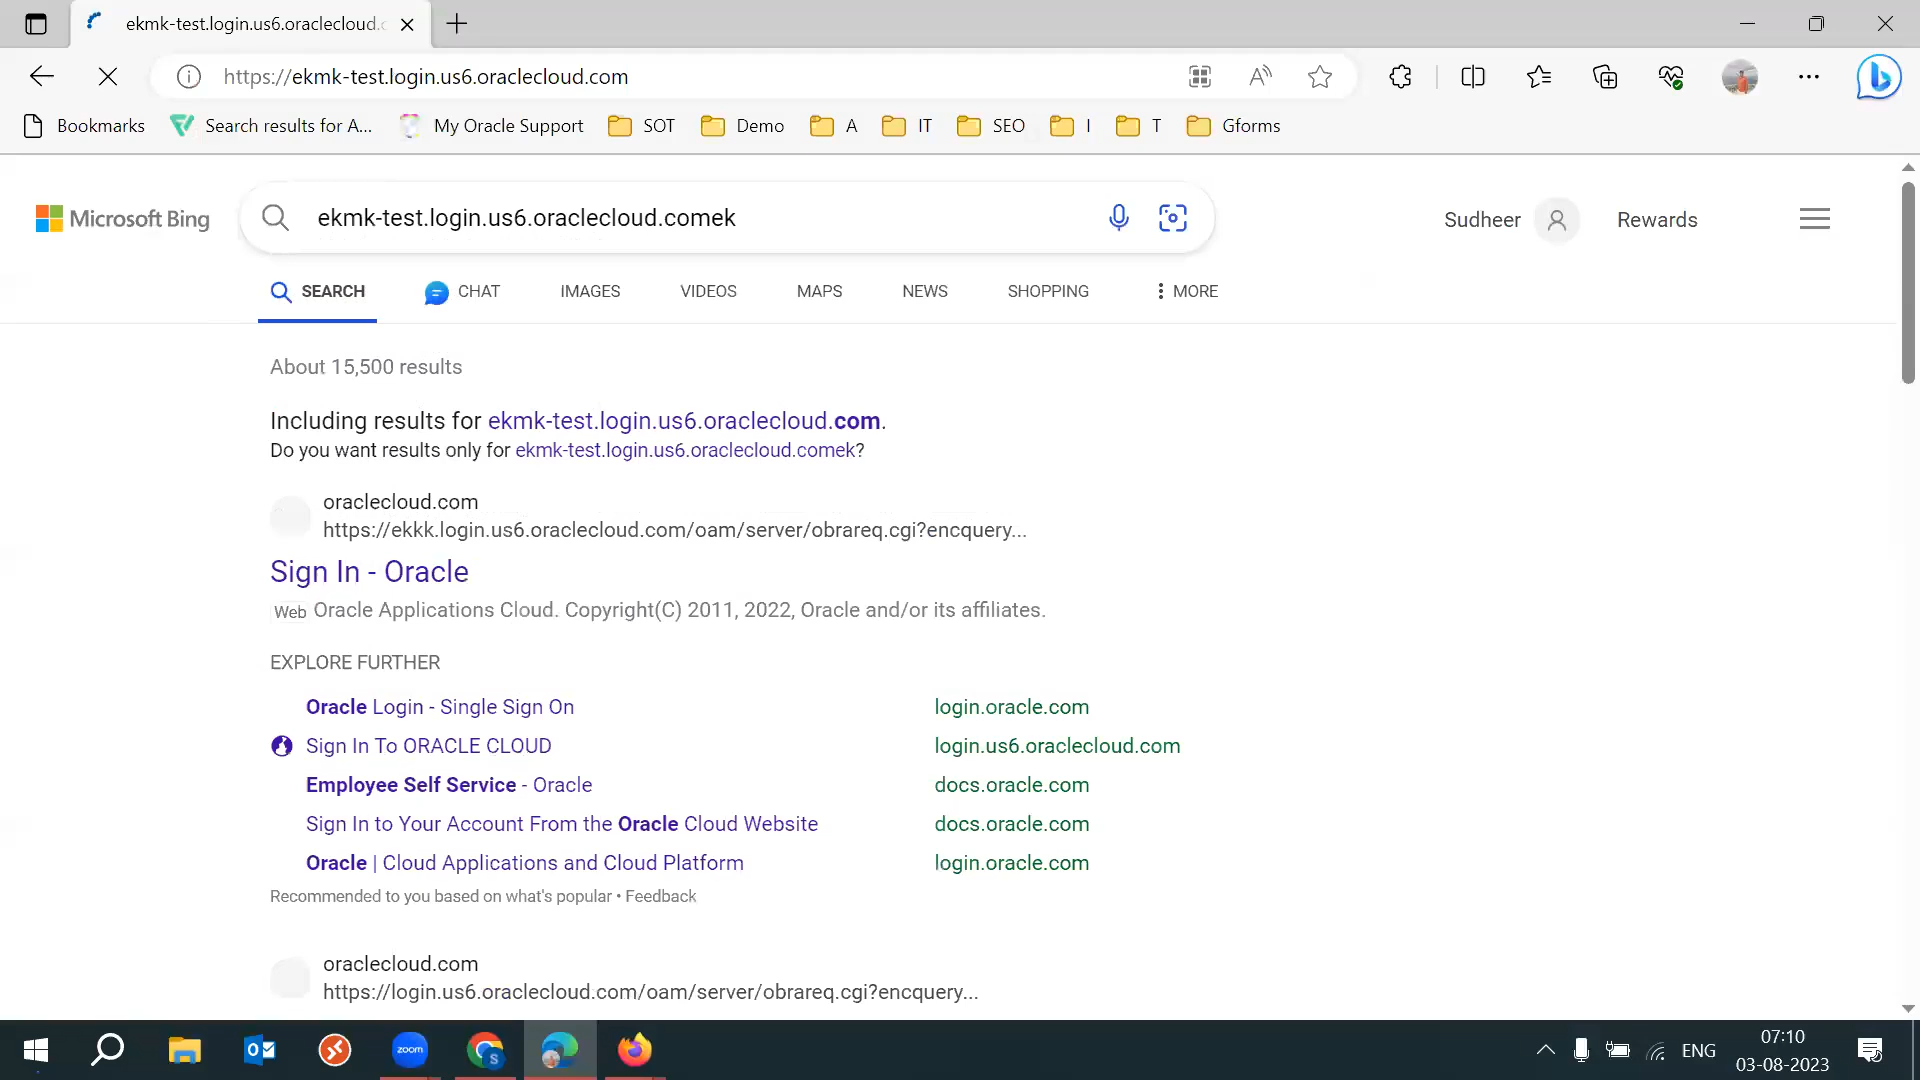 ekmk-test.login.us6.oraclecloud.c
https://ekmk-test.login.us6.oraclecloud.com
Bookmarks Search results for A... My Oracle Support SOT Demo A IT SEO I T Gforms
Microsoft Bing ekmk-test.login.us6.oraclecloud.comek Sudheer Rewards
SEARCH CHAT IMAGES VIDEOS MAPS NEWS SHOPPING MORE
About 15,500 results
Including results for ekmk-test.login.us6.oraclecloud.com.
Do you want results only for ekmk-test.login.us6.oraclecloud.comek?
oraclecloud.com
https://ekkk.login.us6.oraclecloud.com/oam/server/obrareq.cgi?encquery...
Sign In - Oracle
Web Oracle Applications Cloud. Copyright(C) 2011, 2022, Oracle and/or its affiliates.
EXPLORE FURTHER
Oracle Login - Single Sign On login.oracle.com
Sign In To ORACLE CLOUD login.us6.oraclecloud.com
Employee Self Service - Oracle docs.oracle.com
Sign In to Your Account From the Oracle Cloud Website docs.oracle.com
Oracle | Cloud Applications and Cloud Platform login.oracle.com
Recommended to you based on what's popular • Feedback
oraclecloud.com
https://login.us6.oraclecloud.com/oam/server/obrareq.cgi?encquery...
zoom S ENG 07:10
03-08-2023